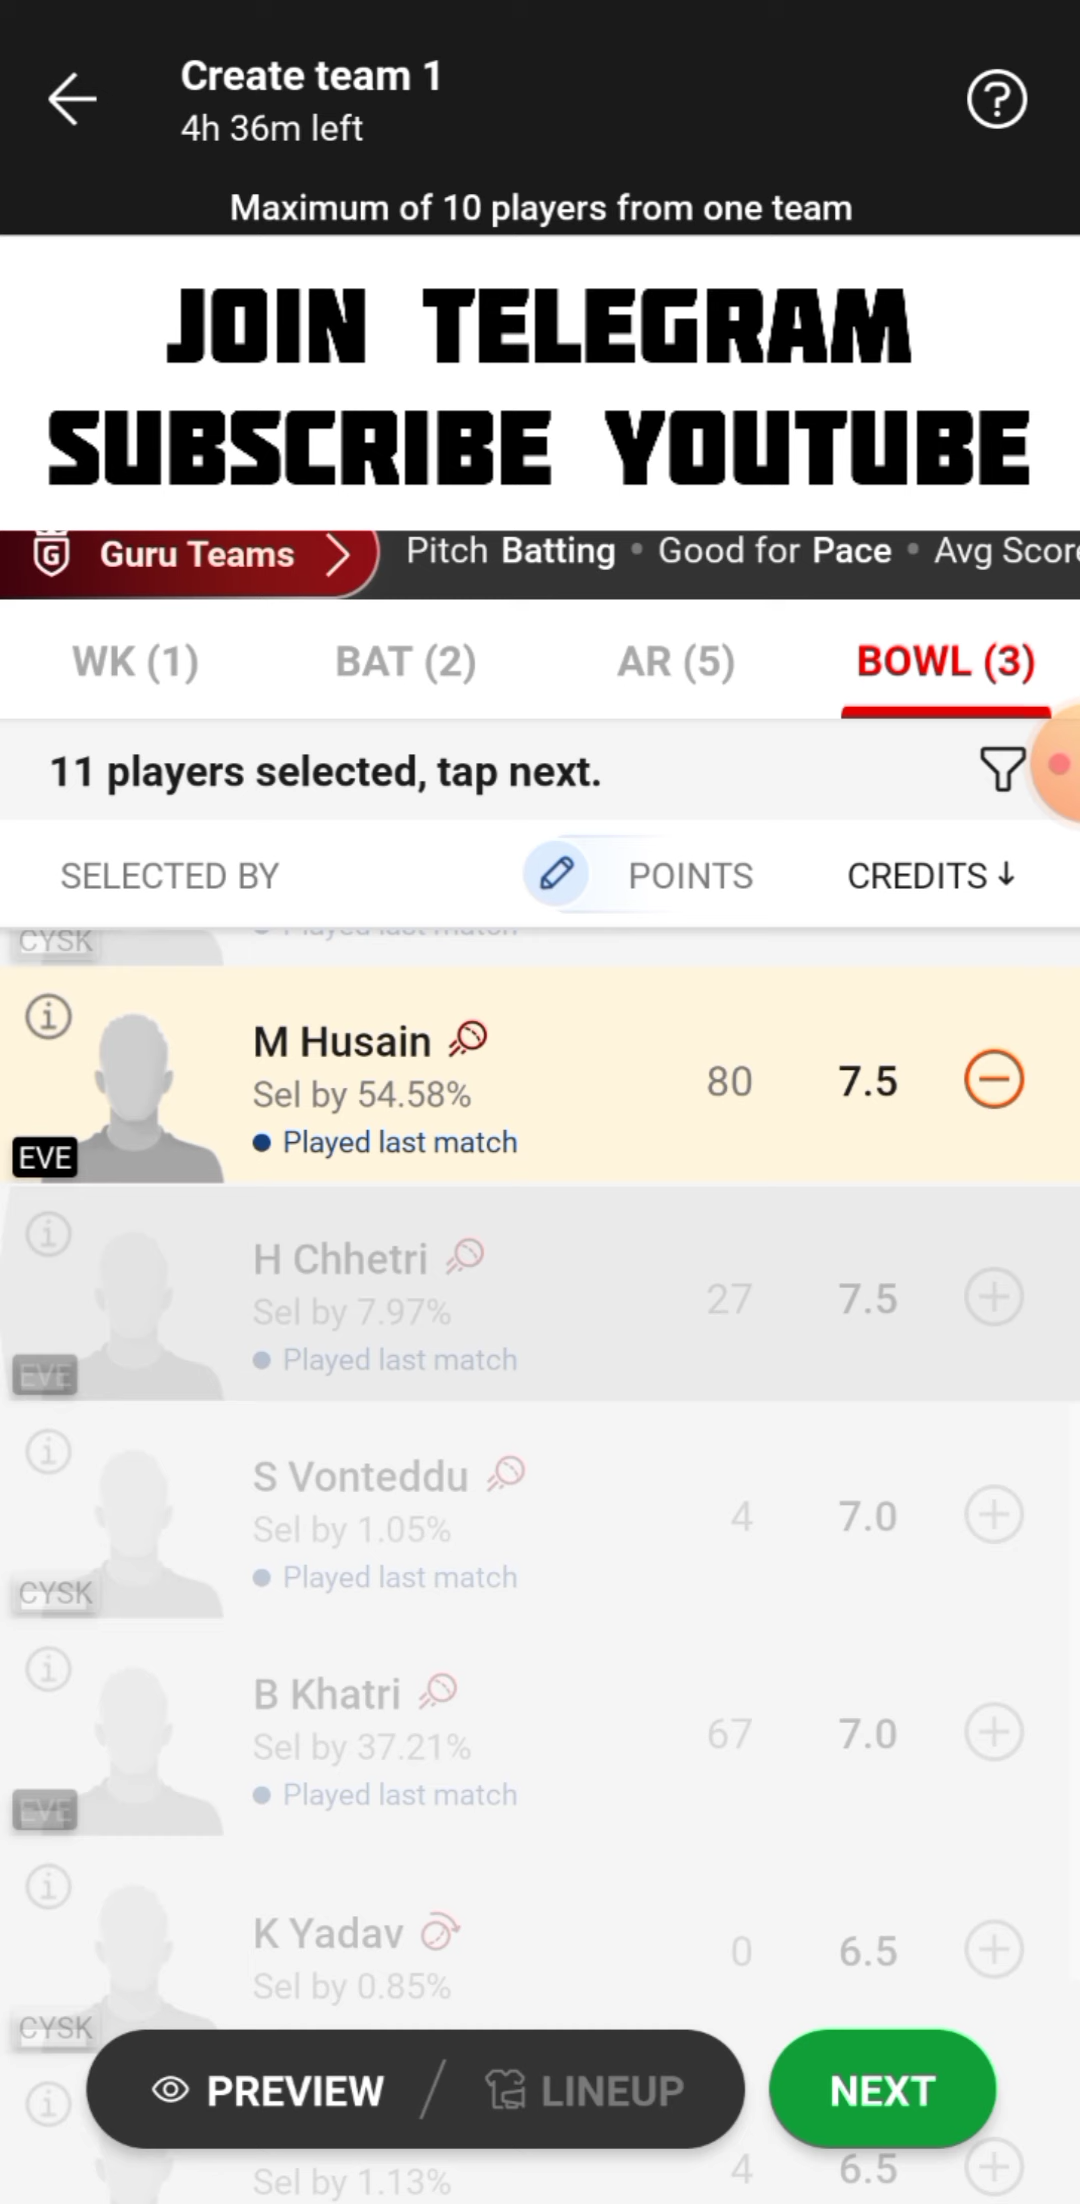 Create team 1
4h 36m left
Maximum of 10 players from one team
JOIN TELEGRAM
SUBSCRIBE YOUTUBE
G Guru Teams Pitch Batting • Good for Pace • Avg Score
WK (1) BAT (2) AR (5) BOWL (3)
11 players selected, tap next.
SELECTED BY POINTS CREDITS ↓
CYSK Played last match
M Husain
Sel by 54.58% 80 7.5
Played last match
EVE
H Chhetri
Sel by 7.97% 27 7.5
Played last match
EVE
S Vonteddu
Sel by 1.05% 4 7.0
Played last match
CYSK
B Khatri
Sel by 37.21% 67 7.0
Played last match
EVE
K Yadav
Sel by 0.85% 0 6.5
CYSK
PREVIEW / LINEUP NEXT
Sel by 1.13% 4 6.5